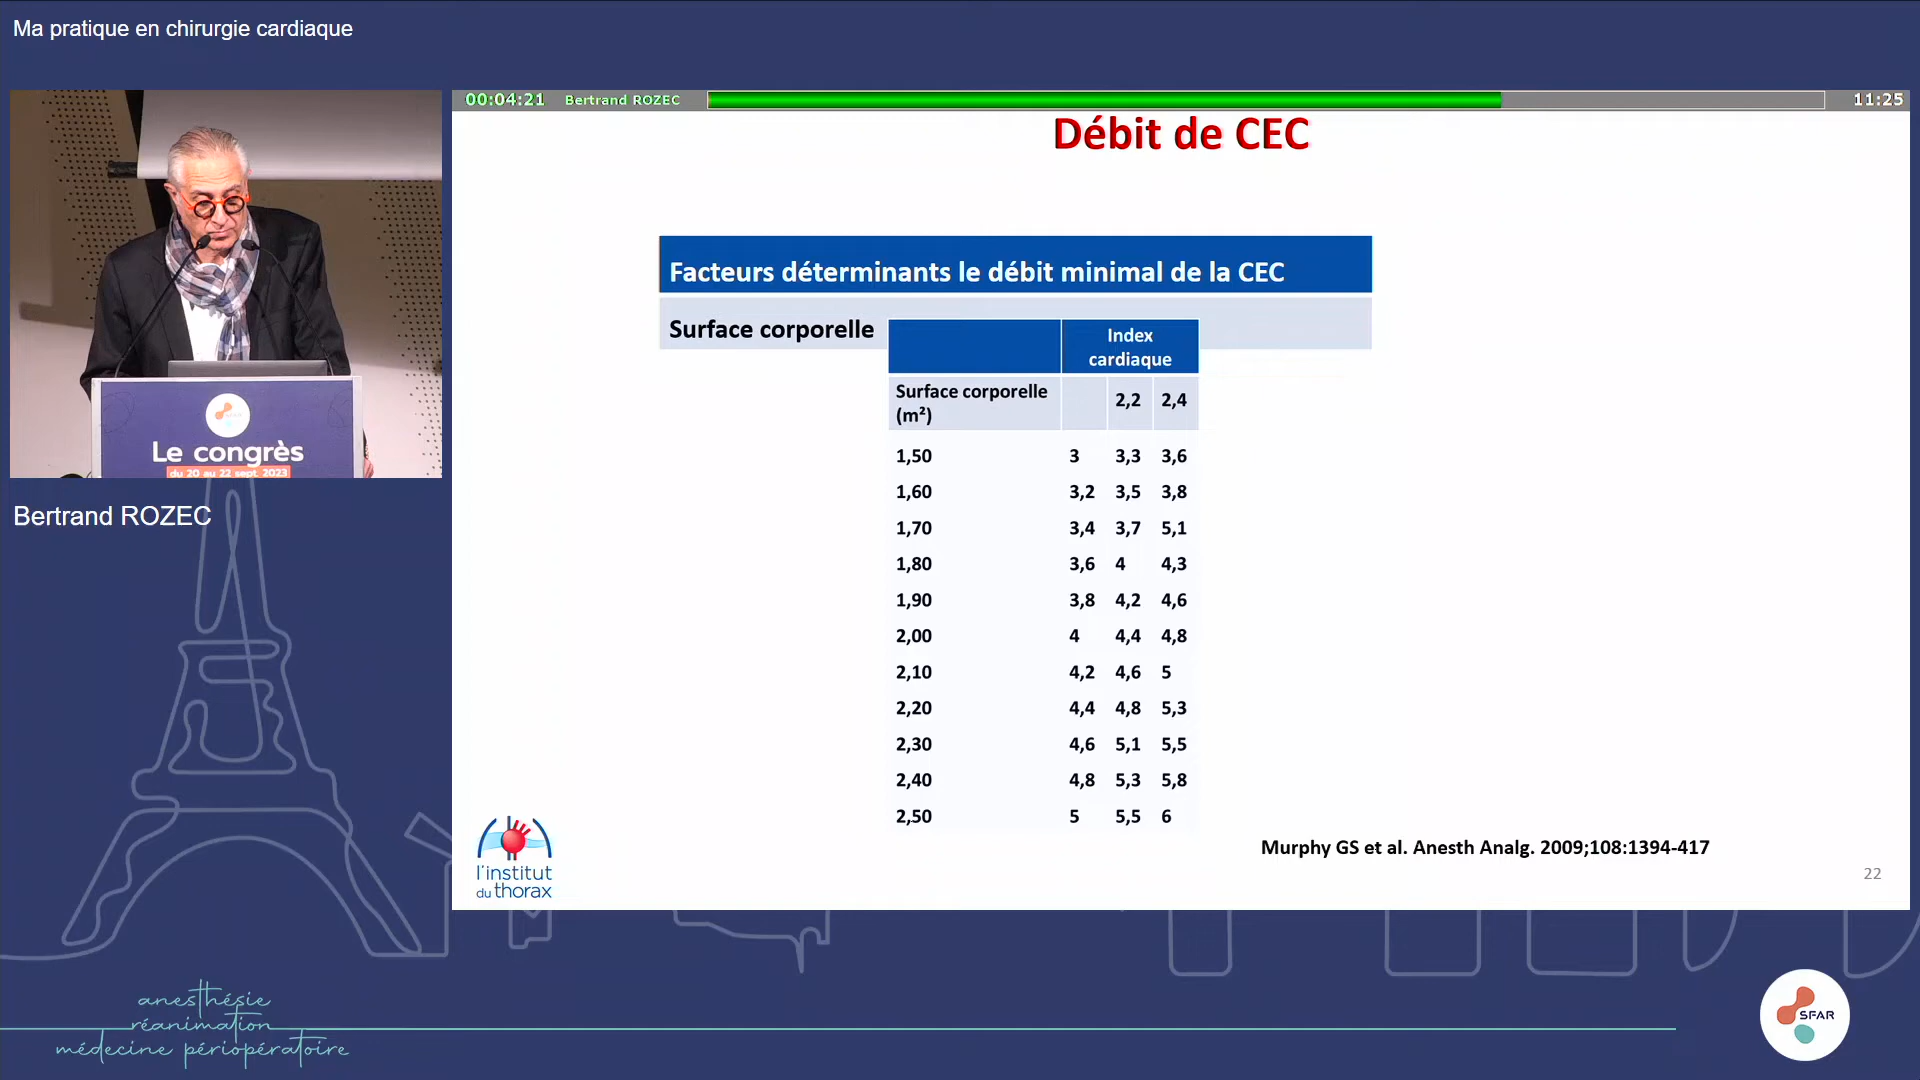 Ma pratique en chirurgie cardiaque
00:04:21 Bertrand ROZEC 11:25
Débit de CEC
Facteurs déterminants le débit minimal de la CEC
Surface corporelle
Index
cardiaque
Surface corporelle
(m²)
2,2 2,4
1,50 3 3,3 3,6
1,60 3,2 3,5 3,8
1,70 3,4 3,7 5,1
1,80 3,6 4 4,3
1,90 3,8 4,2 4,6
2,00 4 4,4 4,8
2,10 4,2 4,6 5
2,20 4,4 4,8 5,3
2,30 4,6 5,1 5,5
2,40 4,8 5,3 5,8
2,50 5 5,5 6
Murphy GS et al. Anesth Analg. 2009;108:1394-417
22
l'institut
du thorax
SFAR
Le congrès
du 20 au 22 sept. 2023
Bertrand ROZEC
anesthésie
réanimation
médecine périopératoire
SFAR